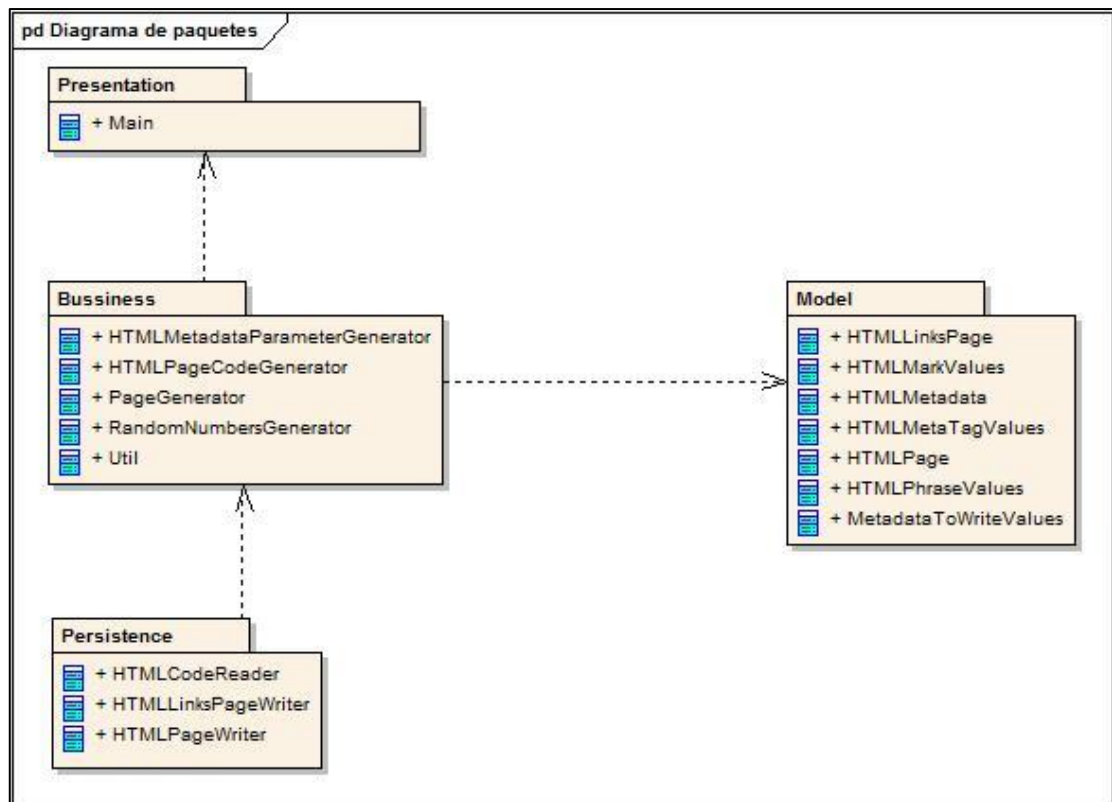 pd Diagrama de paquetes
Presentation
+ Main
Bussiness
+ HTMLMetadataParameterGenerator
+ HTMLPageCodeGenerator
+ PageGenerator
+ RandomNumbersGenerator
+ Util
Model
+ HTMLLinksPage
+ HTMLMarkValues
+ HTMLMetadata
+ HTMLMetaTagValues
+ HTMLPage
+ HTMLPhraseValues
+ MetadataToWriteValues
Persistence
+ HTMLCodeReader
+ HTMLLinksPageWriter
+ HTMLPageWriter